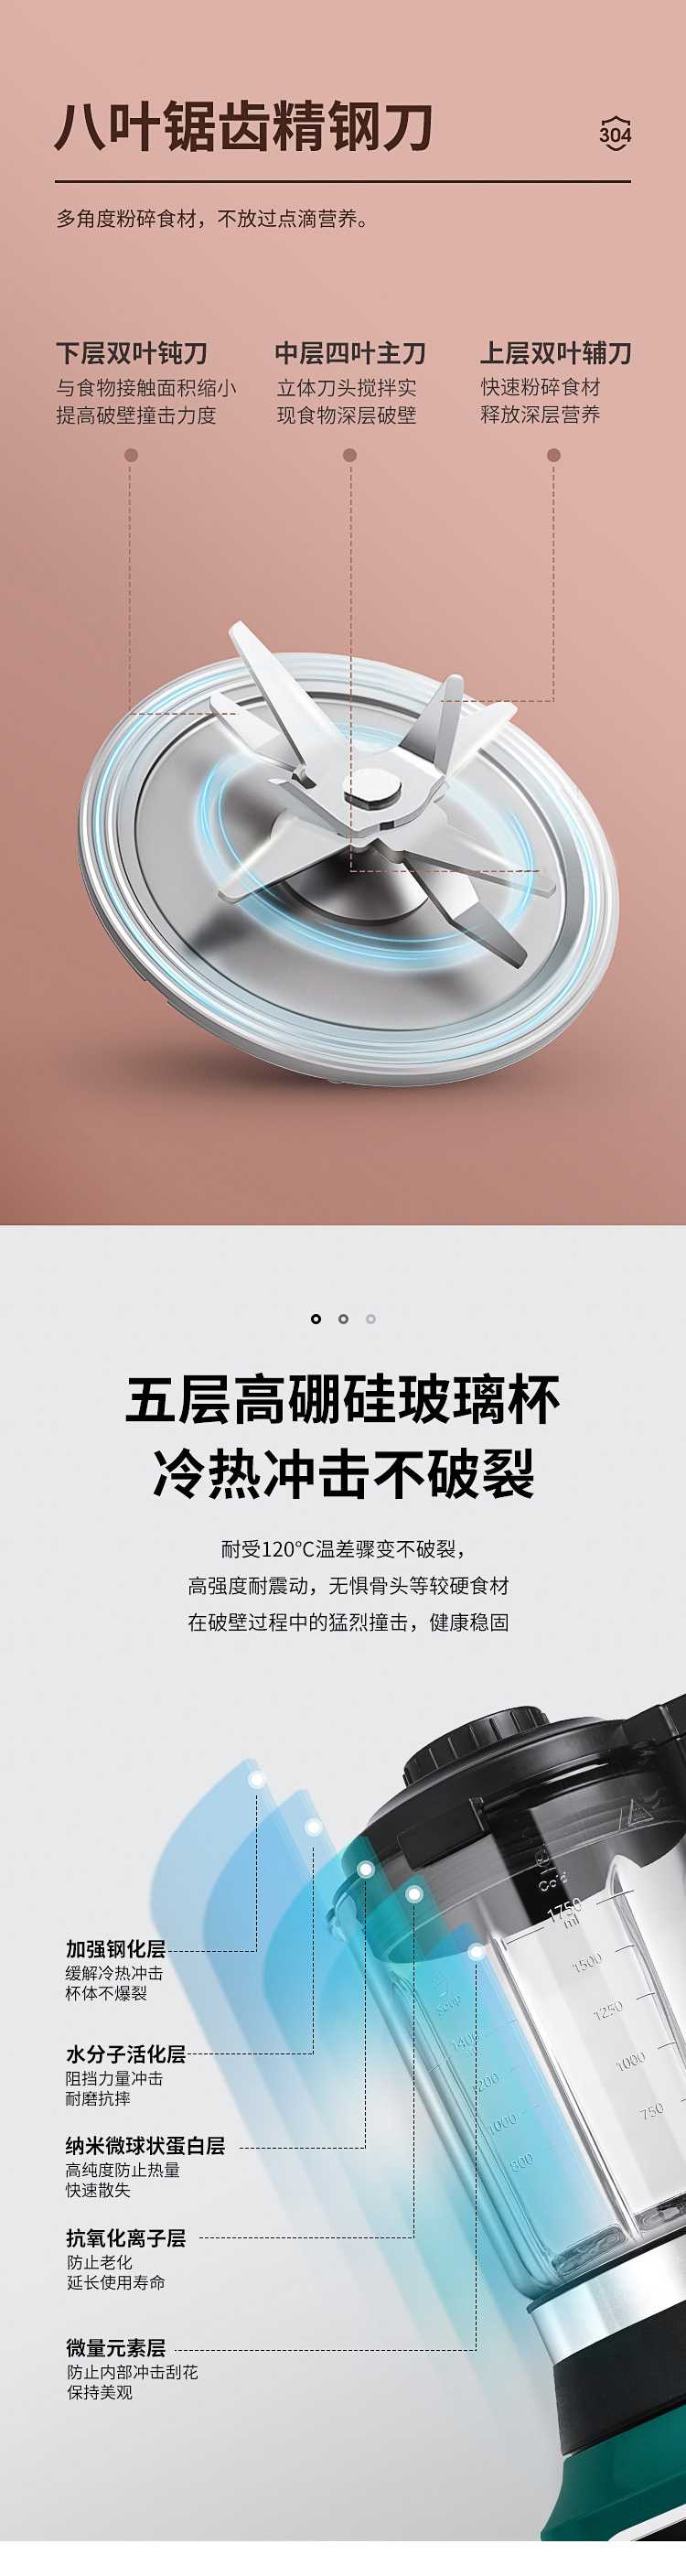 八叶锯齿精钢刀
304
多角度粉碎食材，不放过点滴营养。
下层双叶钝刀
与食物接触面积缩小
提高破壁撞击力度
中层四叶主刀
立体刀头搅拌实
现食物深层破壁
上层双叶辅刀
快速粉碎食材
释放深层营养
五层高硼硅玻璃杯
冷热冲击不破裂
耐受120℃温差骤变不破裂，
高强度耐震动，无惧骨头等较硬食材
在破壁过程中的猛烈撞击，健康稳固
加强钢化层
缓解冷热冲击
杯体不爆裂
水分子活化层
阻挡力量冲击
耐磨抗摔
纳米微球状蛋白层
高纯度防止热量
快速散失
抗氧化离子层
防止老化
延长使用寿命
微量元素层
防止内部冲击刮花
保持美观
1750
ml
1500
1250
1000
750
1400
1200
1000
800